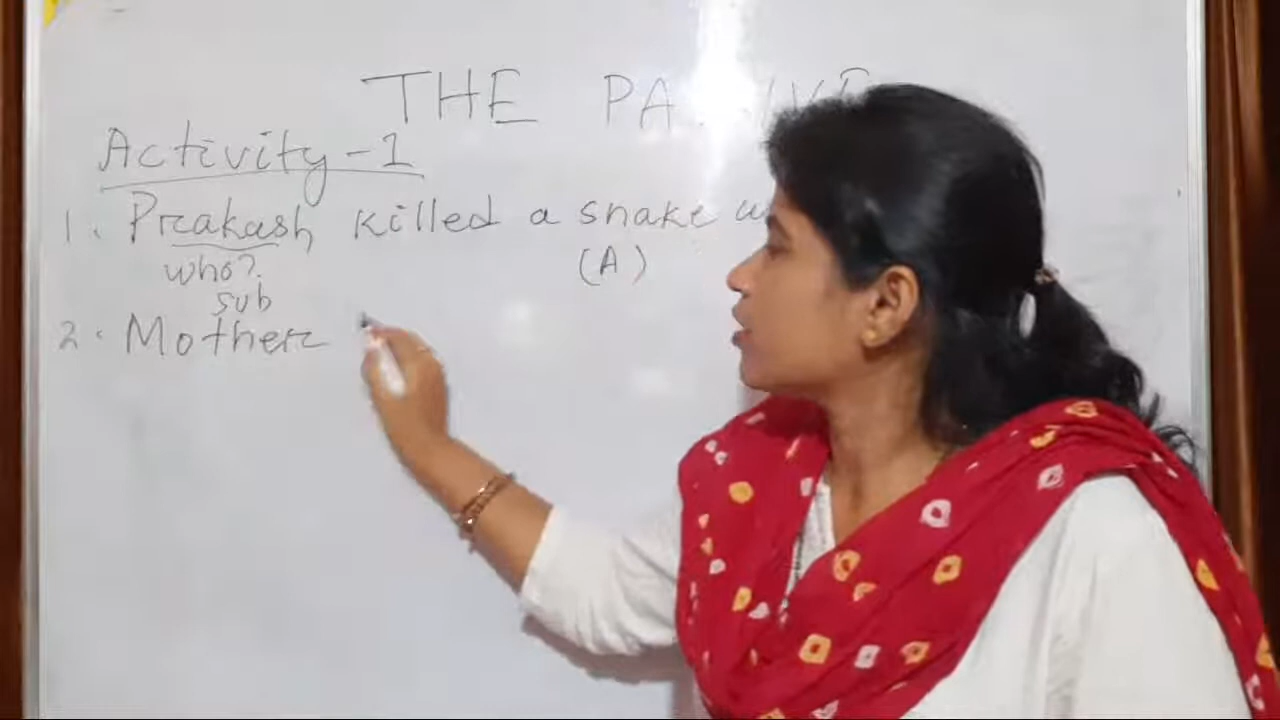 THE
Activity-1
1. Prakash killed a snake
who?
(A)
sub
2. Mother